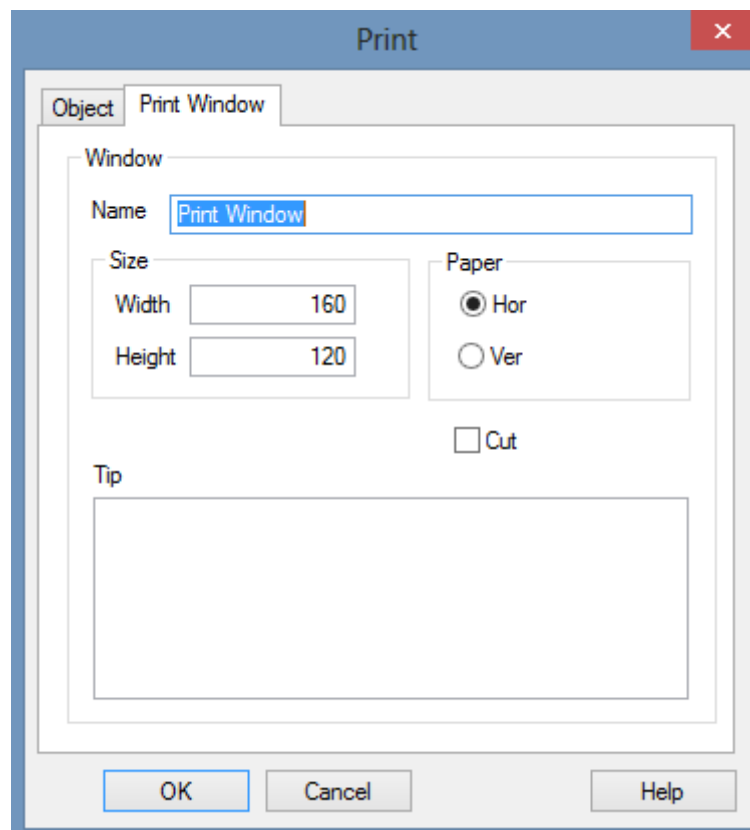 Print
Object Print Window
Window
Name Print Window
Size
Width 160
Height 120
Paper
Hor
Ver
Cut
Tip
OK Cancel Help